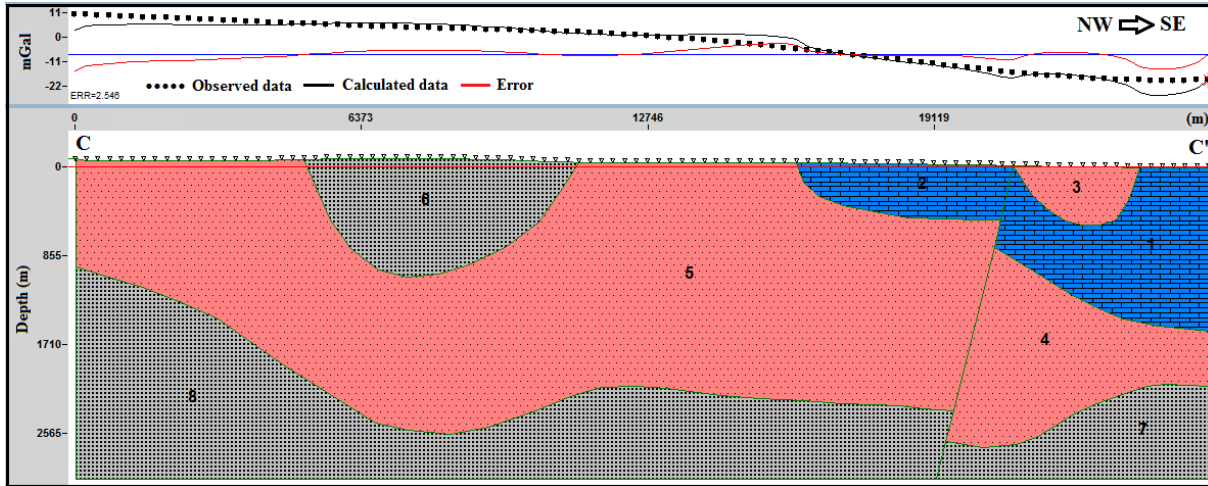 11
0
-11
-22
mGal
NW SE
Observed data Calculated data Error
ERR=2.546
0 6373 12746 19119 (m)
C C'
0
855
1710
2565
Depth (m)
6 2 3
1
5
4
8
7